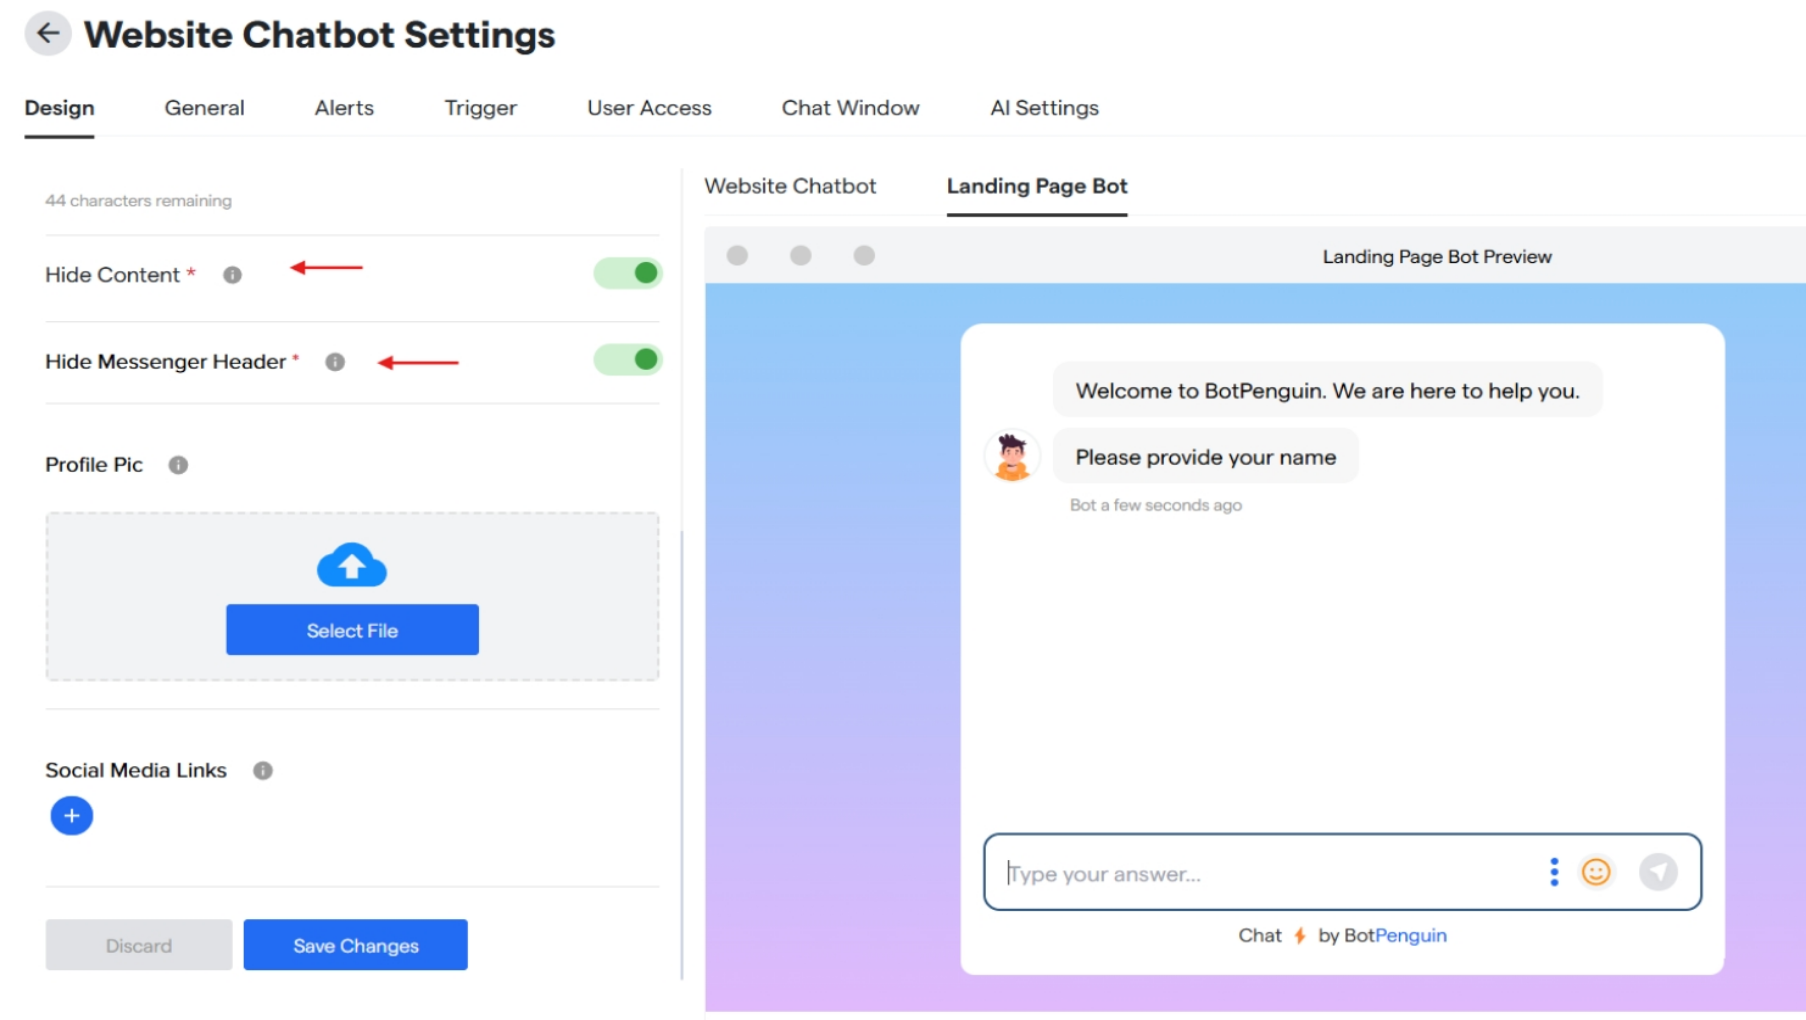 Website Chatbot Settings
Design General Alerts Trigger User Access Chat Window AI Settings
44 characters remaining
Hide Content *
Hide Messenger Header *
Profile Pic
Select File
Social Media Links
Discard Save Changes
Website Chatbot Landing Page Bot
Landing Page Bot Preview
Welcome to BotPenguin. We are here to help you.
Please provide your name
Bot a few seconds ago
Type your answer...
Chat by BotPenguin